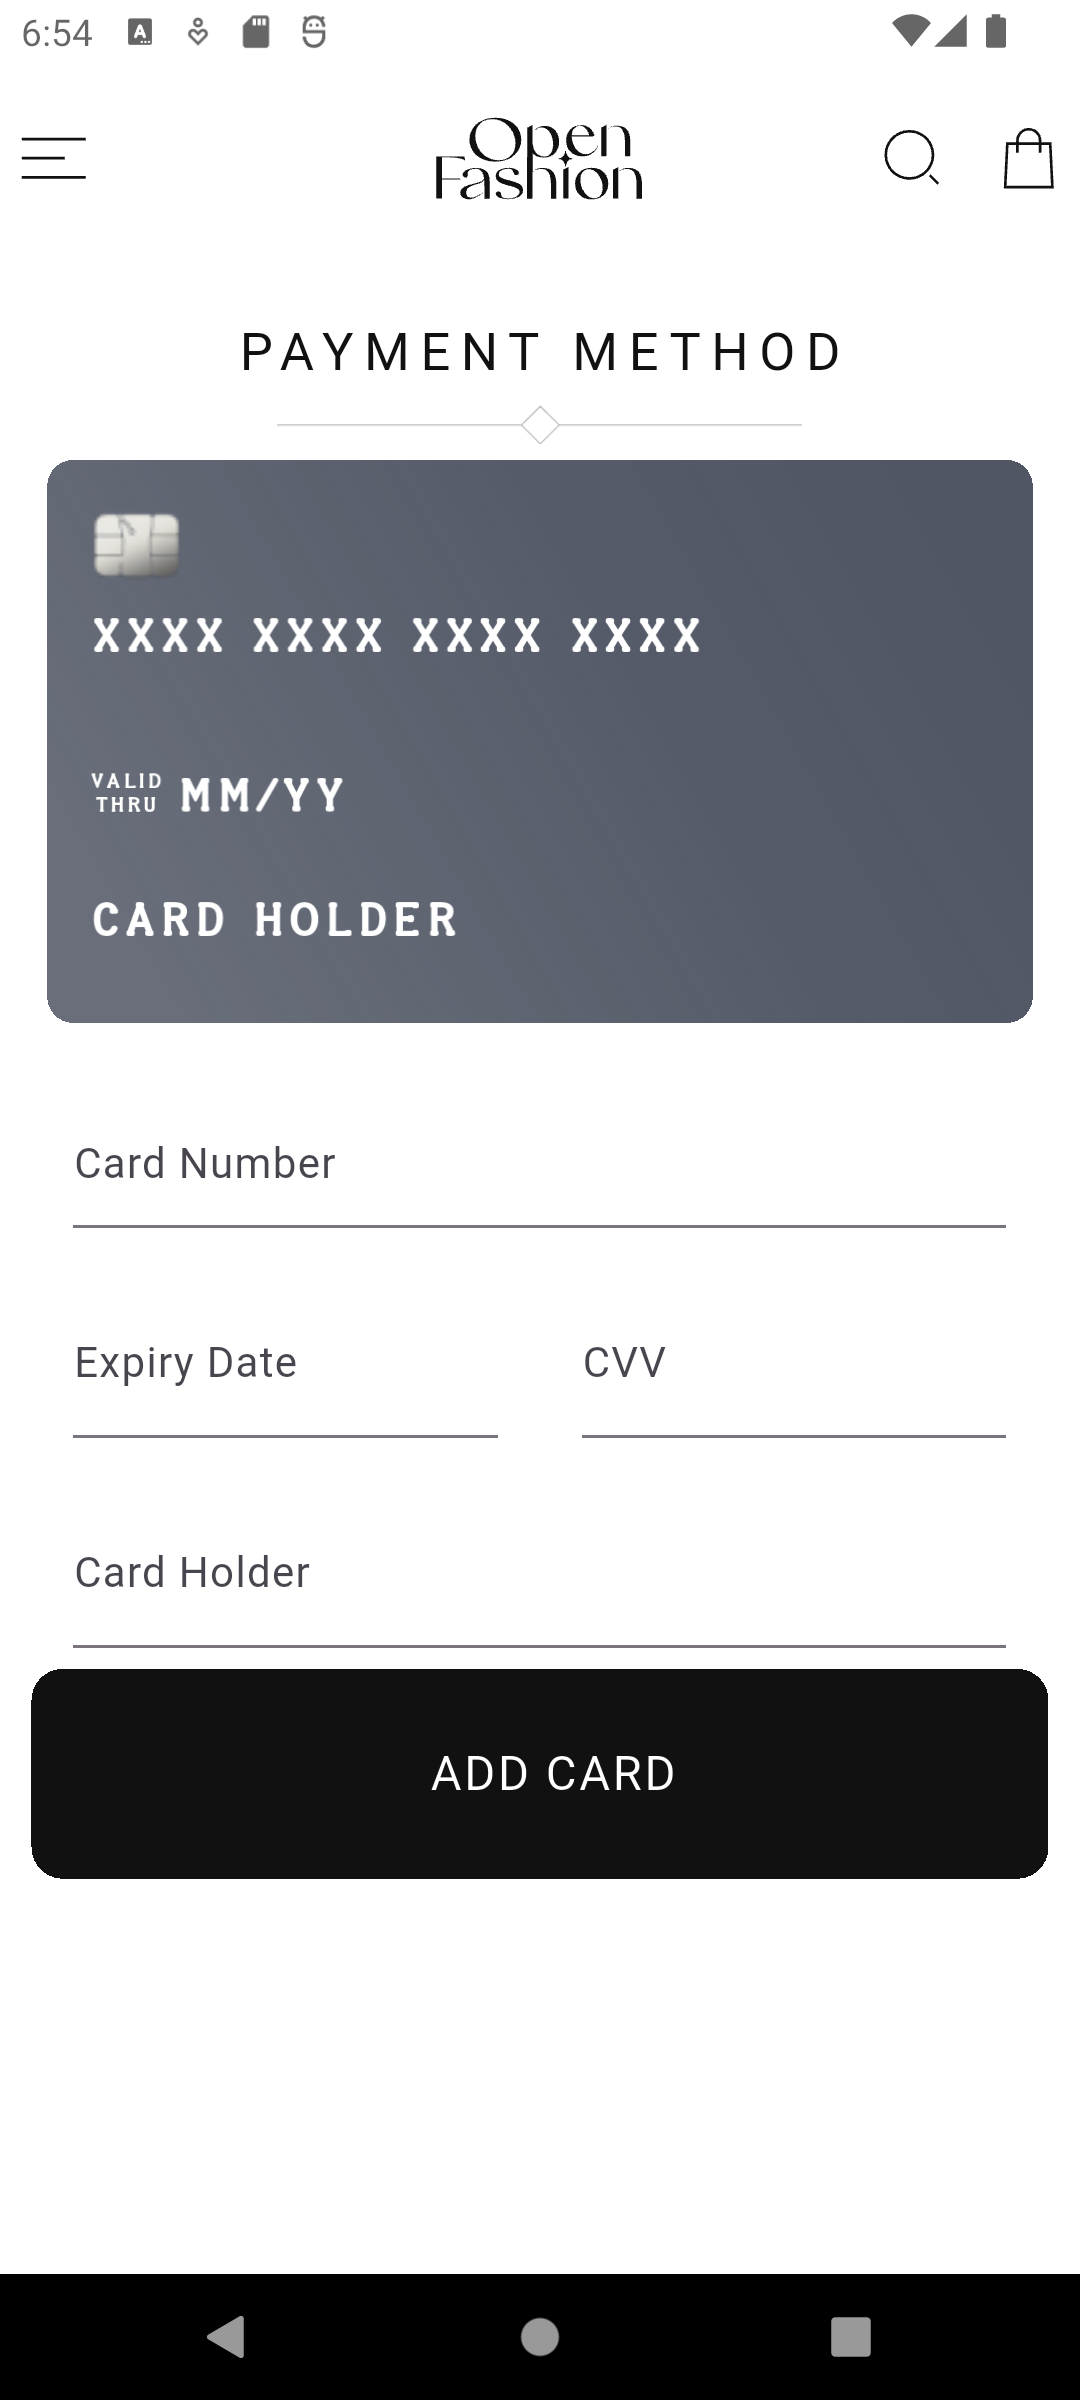 6:54
Open
Fashion
PAYMENT METHOD
XXXX XXXX XXXX XXXX
VALID
THRU MM/YY
CARD HOLDER
Card Number
Expiry Date CVV
Card Holder
ADD CARD